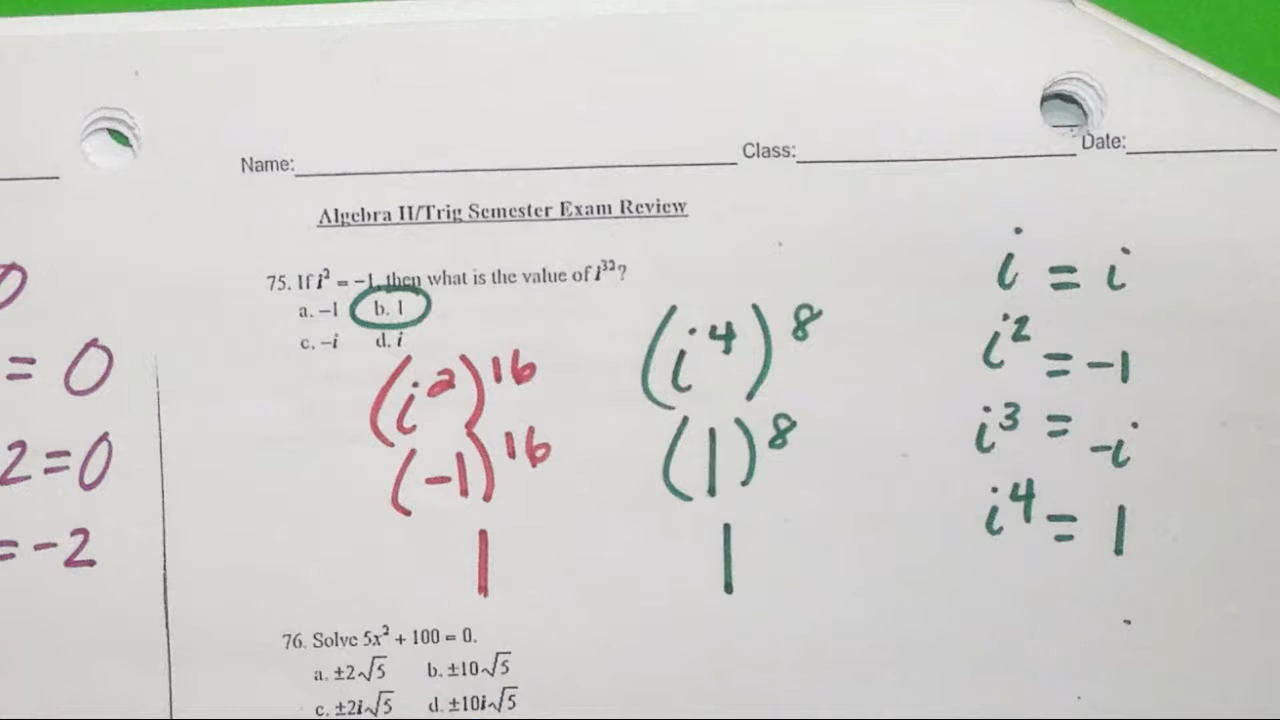 Name: Class: Date:
Algebra II/Trig Semester Exam Review
75. If i² = −1, then what is the value of i³²?
a. −1 b. 1
c. −i d. i
(i²)¹⁶
(-1)¹⁶
1
(i⁴)⁸
(1)⁸
1
i = i
i² = -1
i³ = -i
i⁴ = 1
0
= 0
2=0
=-2
76. Solve 5x² + 100 = 0.
a. ±2√5 b. ±10√5
c. ±2i√5 d. ±10i√5